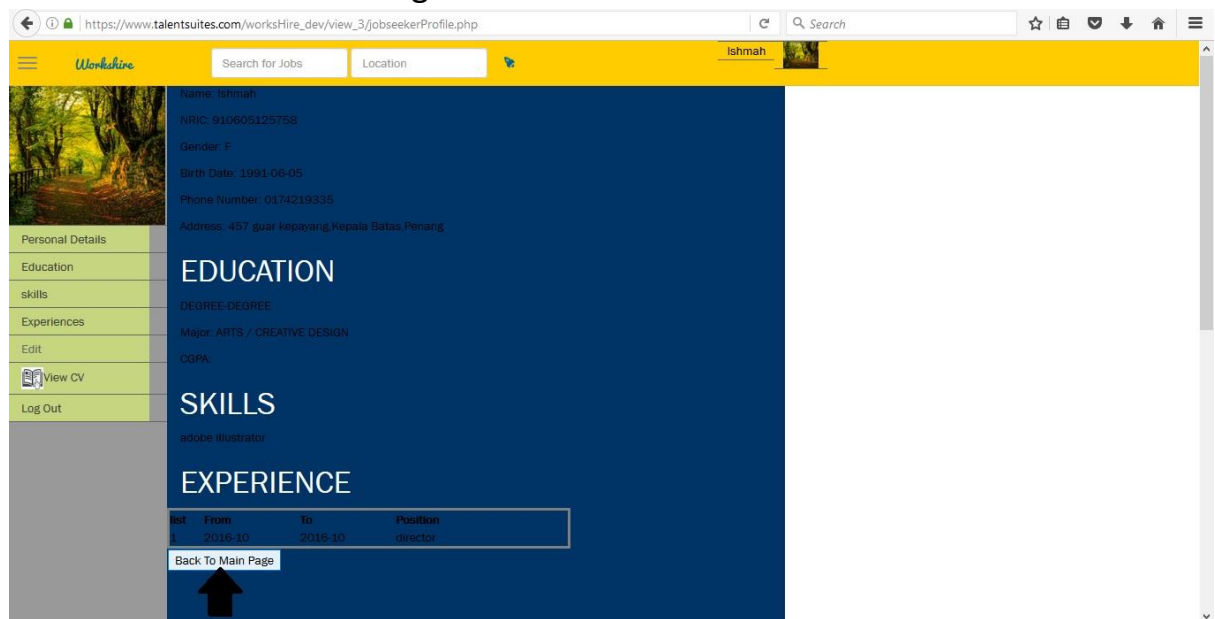 https://www.talentsuites.com/worksHire_dev/view_3/jobseekerProfile.php
Search
Workshire
Search for Jobs
Location
Ishmah
Name: Ishmah
NRIC: 910605125758
Gender: F
Birth Date: 1991-06-05
Phone Number: 0174219335
Address: 457 guar kepayang,Kepala Batas,Penang
Personal Details
Education
skills
Experiences
Edit
View CV
Log Out
EDUCATION
DEGREE-DEGREE
Major: ARTS / CREATIVE DESIGN
CGPA:
SKILLS
adobe illustrator
EXPERIENCE
list From To Position
1 2016-10 2016-10 director
Back To Main Page